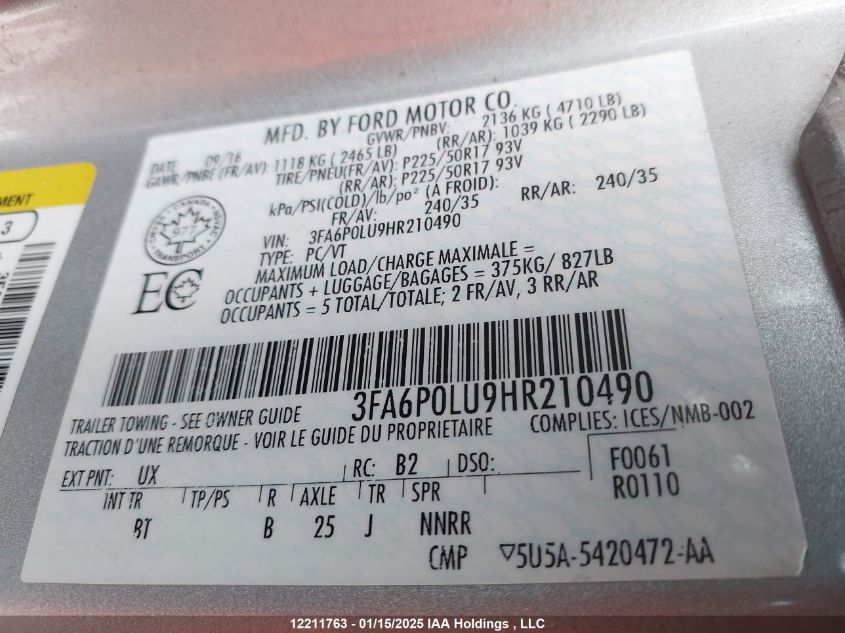 MFD. BY FORD MOTOR CO.
DATE: 09/16 GVWR/PNBV: 2136 KG ( 4710 LB)
GAWR/PNBE (FR/AV): 1118 KG ( 2465 LB) (RR/AR): 1039 KG ( 2290 LB)
TIRE/PNEU(FR/AV): P225/50R17 93V
(RR/AR): P225/50R17 93V
kPa/PSI(COLD)/lb/po² (A FROID):
FR/AV: 240/35 RR/AR: 240/35
VIN: 3FA6P0LU9HR210490
TYPE: PC/VT
MAXIMUM LOAD/CHARGE MAXIMALE =
OCCUPANTS + LUGGAGE/BAGAGES = 375KG/ 827LB
OCCUPANTS = 5 TOTAL/TOTALE; 2 FR/AV, 3 RR/AR
CANADA
977
TRANSPORT
EC
3FA6P0LU9HR210490
TRAILER TOWING - SEE OWNER GUIDE
TRACTION D'UNE REMORQUE - VOIR LE GUIDE DU PROPRIETAIRE
COMPLIES: ICES/NMB-002
EXT PNT: UX RC: B2 DSO: F0061
R0110
INT TR TP/PS R AXLE TR SPR
BT B 25 J NNRR
CMP ▽5U5A-5420472-AA
3
12211763 - 01/15/2025 IAA Holdings , LLC